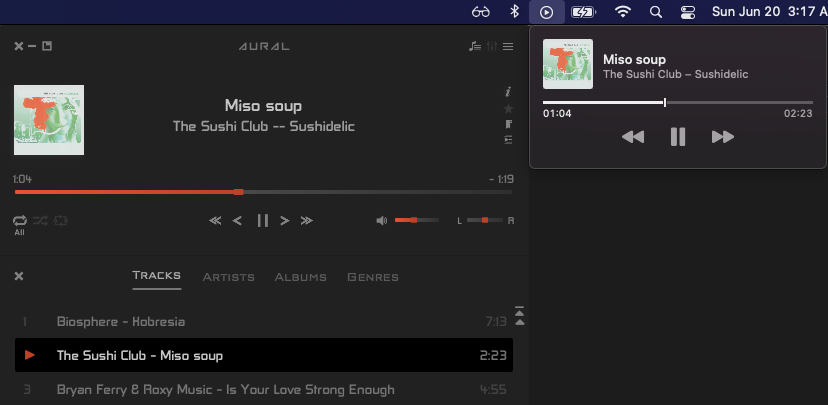 Sun Jun 20 3:17 A
AURAL
Miso soup
The Sushi Club -- Sushidelic
1:04
- 1:19
All
L
R
Tracks
Artists
Albums
Genres
1 Biosphere - Kobresia 7:13
The Sushi Club - Miso soup 2:23
3 Bryan Ferry & Roxy Music - Is Your Love Strong Enough 4:55
Miso soup
The Sushi Club – Sushidelic
01:04
02:23